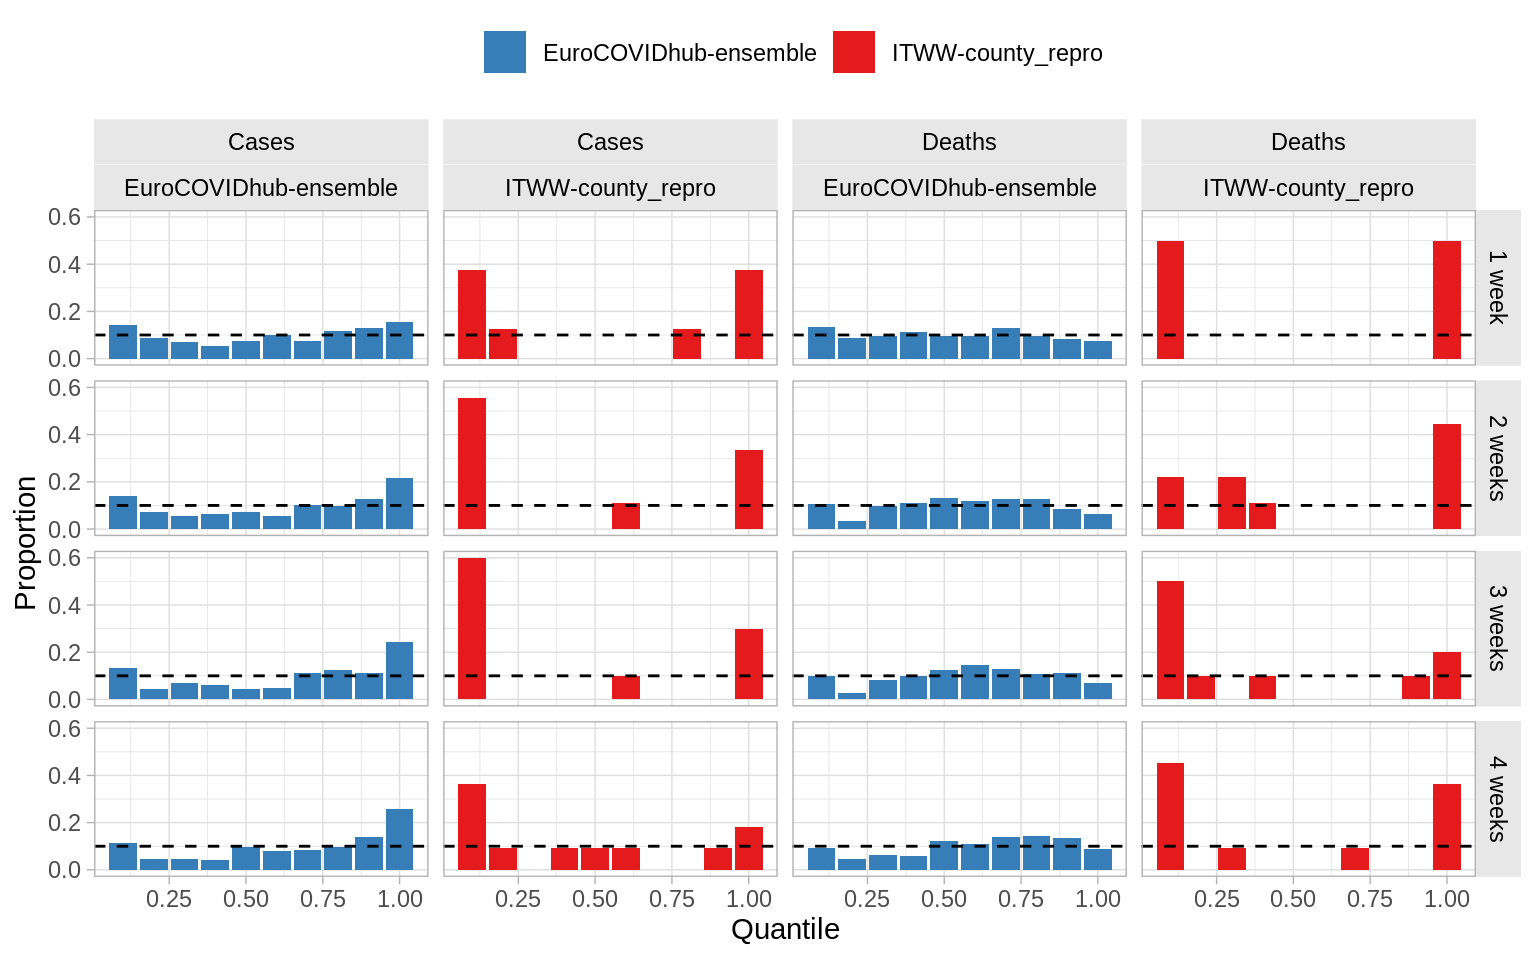 EuroCOVIDhub-ensemble ITWW-county_repro
Cases Cases Deaths Deaths
EuroCOVIDhub-ensemble ITWW-county_repro EuroCOVIDhub-ensemble ITWW-county_repro
0.6
0.4
0.2
0.0
1 week
0.6
0.4
0.2
0.0
2 weeks
0.6
0.4
0.2
0.0
3 weeks
0.6
0.4
0.2
0.0
4 weeks
Proportion
0.25 0.50 0.75 1.00 0.25 0.50 0.75 1.00 0.25 0.50 0.75 1.00 0.25 0.50 0.75 1.00
Quantile